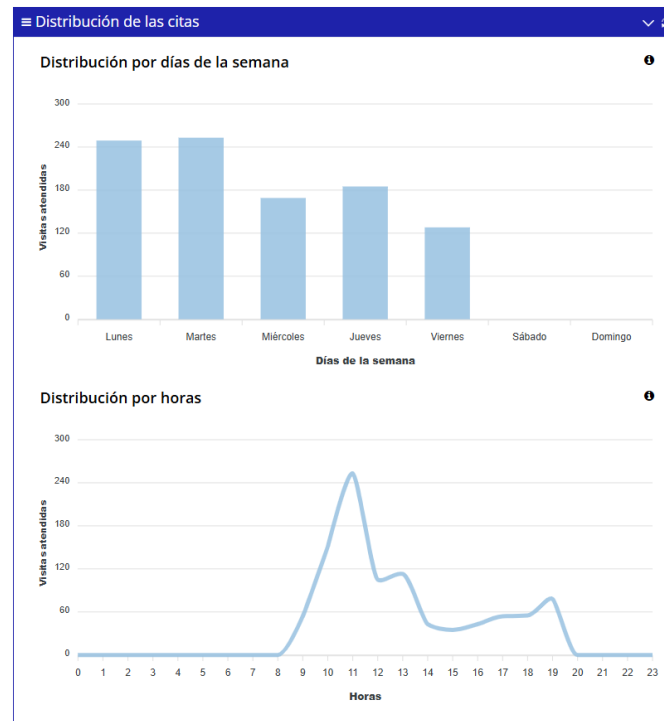 Distribución de las citas
Distribución por días de la semana
300
240
180
120
60
0
Visitas atendidas
Lunes Martes Miércoles Jueves Viernes Sábado Domingo
Días de la semana
Distribución por horas
300
240
180
120
60
0
Visitas atendidas
0 1 2 3 4 5 6 7 8 9 10 11 12 13 14 15 16 17 18 19 20 21 22 23
Horas